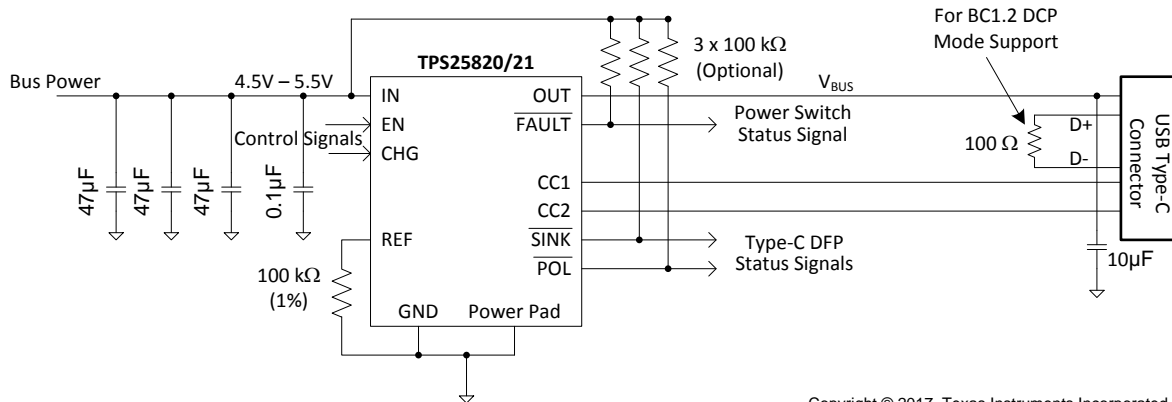 For BC1.2 DCP
Mode Support
3 x 100 kΩ
(Optional)
TPS25820/21
Bus Power
4.5V – 5.5V
IN
OUT
VBUS
EN
FAULT
Power Switch
Status Signal
Control Signals
CHG
100 Ω
D+
D-
USB Type-C
Connector
47µF
47µF
47µF
0.1µF
CC1
CC2
REF
SINK
POL
Type-C DFP
Status Signals
10µF
100 kΩ
(1%)
GND
Power Pad
Copyright © 2017, Texas Instruments Incorporated